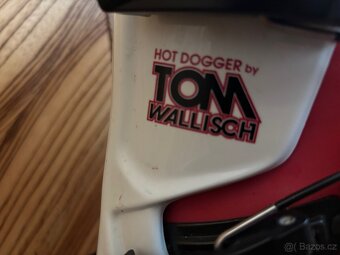 HOT DOGGER by
TOM
WALLISCH
Bazos.cz